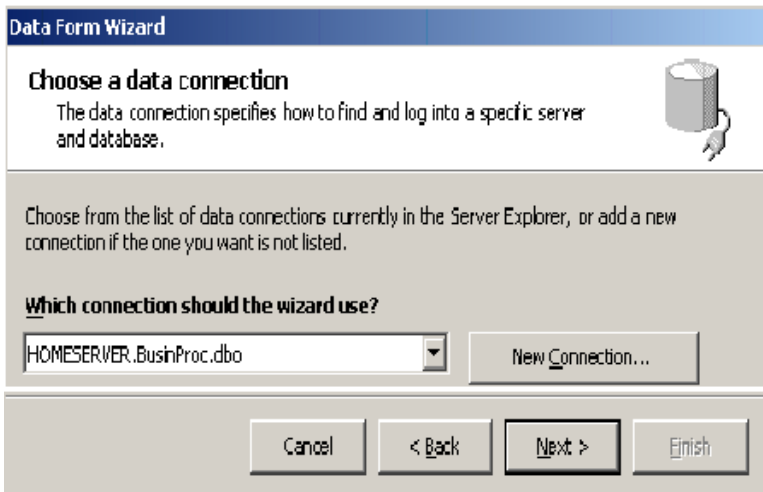 Data Form Wizard
Choose a data connection
The data connection specifies how to find and log into a specific server
and database.
Choose from the list of data connections currently in the Server Explorer, or add a new
connection if the one you want is not listed.
Which connection should the wizard use?
HOMESERVER.BusinProc.dbo
New Connection...
Cancel
< Back
Next >
Finish